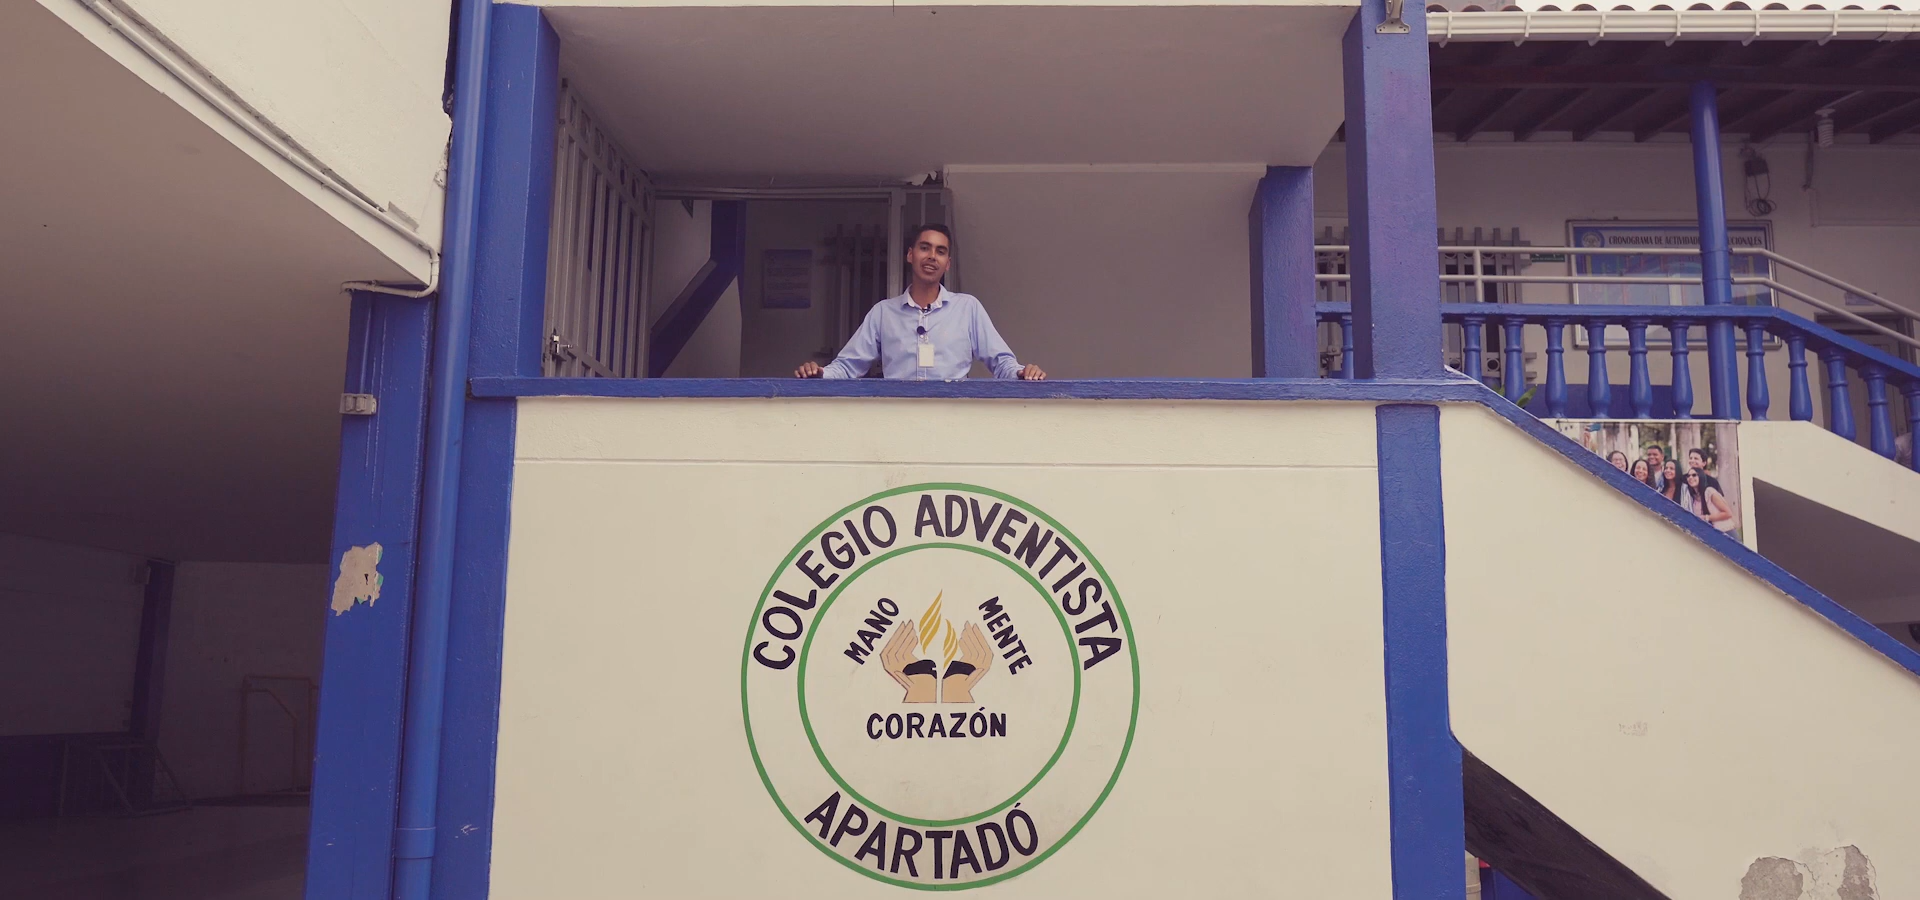 CRONOGRAMA DE ACTIVIDADES
COLEGIO ADVENTISTA
MANO
MENTE
CORAZÓN
APARTADÓ